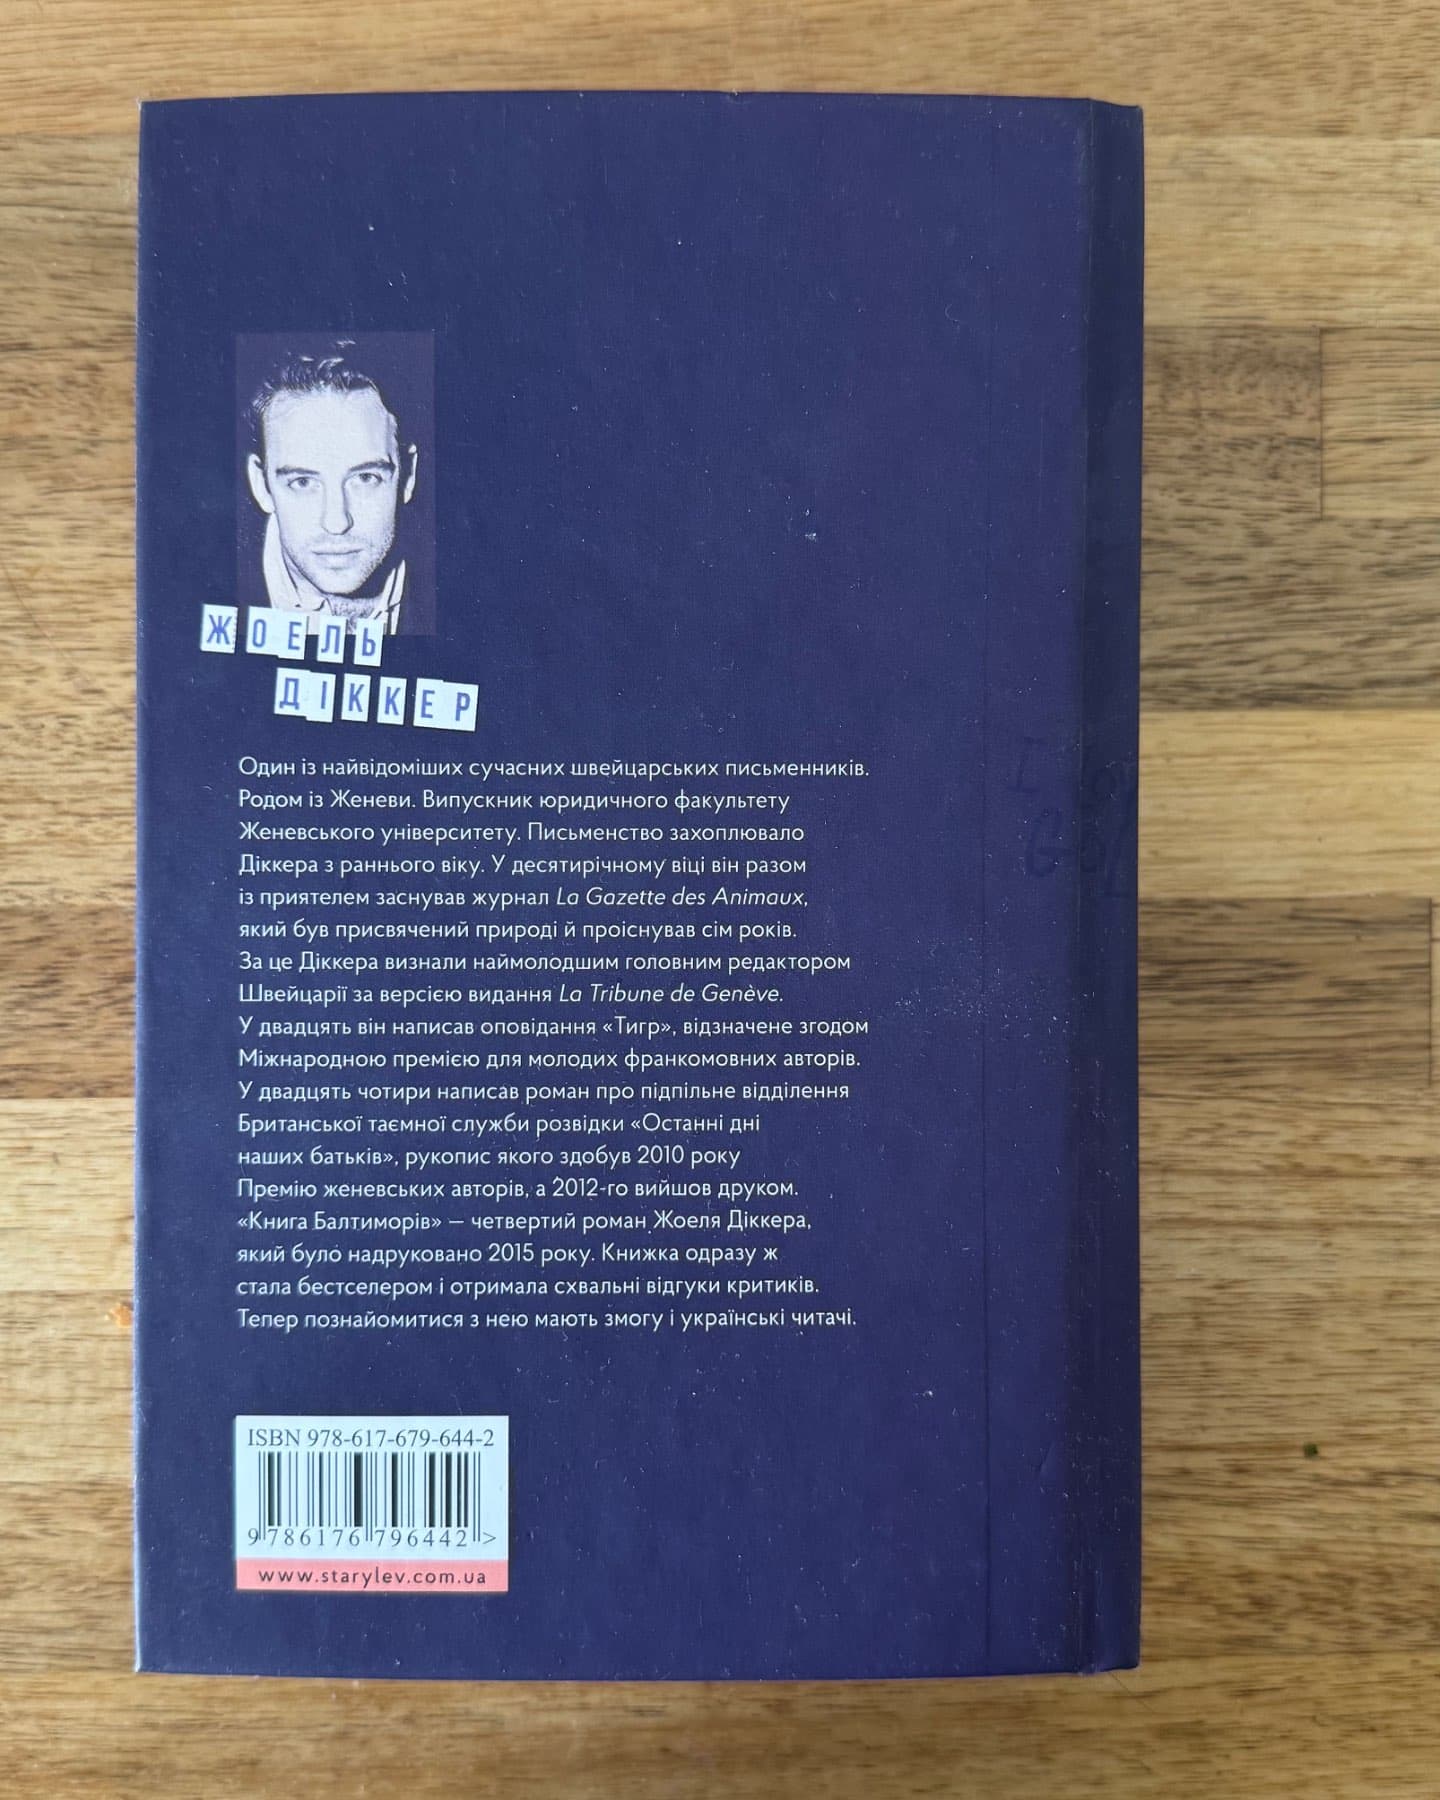 ЖОЕЛЬ
ДІККЕР
Один із найвідоміших сучасних швейцарських письменників.
Родом із Женеви. Випускник юридичного факультету
Женевського університету. Письменство захоплювало
Діккера з раннього віку. У десятирічному віці він разом
із приятелем заснував журнал La Gazette des Animaux,
який був присвячений природі й проіснував сім років.
За це Діккера визнали наймолодшим головним редактором
Швейцарії за версією видання La Tribune de Genève.
У двадцять він написав оповідання «Тигр», відзначене згодом
Міжнародною премією для молодих франкомовних авторів.
У двадцять чотири написав роман про підпільне відділення
Британської таємної служби розвідки «Останні дні
наших батьків», рукопис якого здобув 2010 року
Премію женевських авторів, а 2012-го вийшов друком.
«Книга Балтиморів» — четвертий роман Жоеля Діккера,
який було надруковано 2015 року. Книжка одразу ж
стала бестселером і отримала схвальні відгуки критиків.
Тепер познайомитися з нею мають змогу і українські читачі.
ISBN 978-617-679-644-2
9 786176 796442 >
www.starylev.com.ua